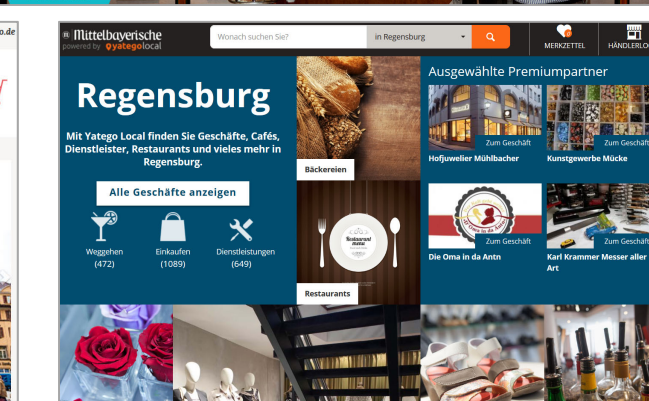 o.de
Mittelbayerische
powered by yategolocal
Wonach suchen Sie?
in Regensburg
MERKZETTEL
HÄNDLERLO
Regensburg
Mit Yatego Local finden Sie Geschäfte, Cafés,
Dienstleister, Restaurants und vieles mehr in
Regensburg.
Alle Geschäfte anzeigen
Weggehen
(472)
Einkaufen
(1089)
Dienstleistungen
(649)
Bäckereien
Restaurant
menu
Restaurants
Ausgewählte Premiumpartner
Zum Geschäft
Hofjuwelier Mühlbacher
Zum Geschäft
Kunstgewerbe Mücke
Zum Geschäft
Die Oma in da Antn
Zum Geschäft
Karl Krammer Messer aller
Art